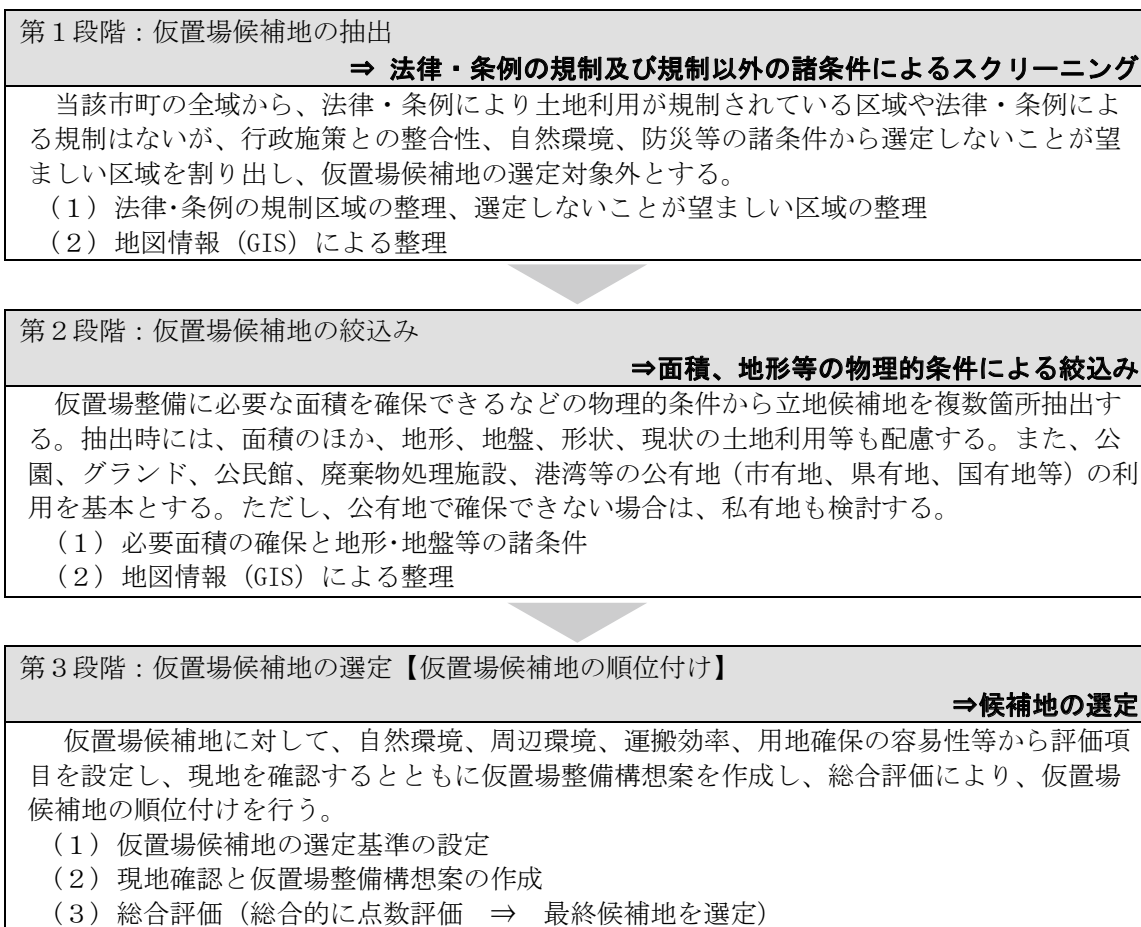 第１段階：仮置場候補地の抽出
⇒ 法律・条例の規制及び規制以外の諸条件によるスクリーニング
当該市町の全域から、法律・条例により土地利用が規制されている区域や法律・条例によ
る規制はないが、行政施策との整合性、自然環境、防災等の諸条件から選定しないことが望
ましい区域を割り出し、仮置場候補地の選定対象外とする。
（１）法律･条例の規制区域の整理、選定しないことが望ましい区域の整理
（２）地図情報（GIS）による整理
第２段階：仮置場候補地の絞込み
⇒面積、地形等の物理的条件による絞込み
仮置場整備に必要な面積を確保できるなどの物理的条件から立地候補地を複数箇所抽出す
る。抽出時には、面積のほか、地形、地盤、形状、現状の土地利用等も配慮する。また、公
園、グランド、公民館、廃棄物処理施設、港湾等の公有地（市有地、県有地、国有地等）の利
用を基本とする。ただし、公有地で確保できない場合は、私有地も検討する。
（１）必要面積の確保と地形･地盤等の諸条件
（２）地図情報（GIS）による整理
第３段階：仮置場候補地の選定【仮置場候補地の順位付け】
⇒候補地の選定
仮置場候補地に対して、自然環境、周辺環境、運搬効率、用地確保の容易性等から評価項
目を設定し、現地を確認するとともに仮置場整備構想案を作成し、総合評価により、仮置場
候補地の順位付けを行う。
（１）仮置場候補地の選定基準の設定
（２）現地確認と仮置場整備構想案の作成
（３）総合評価（総合的に点数評価　⇒　最終候補地を選定）